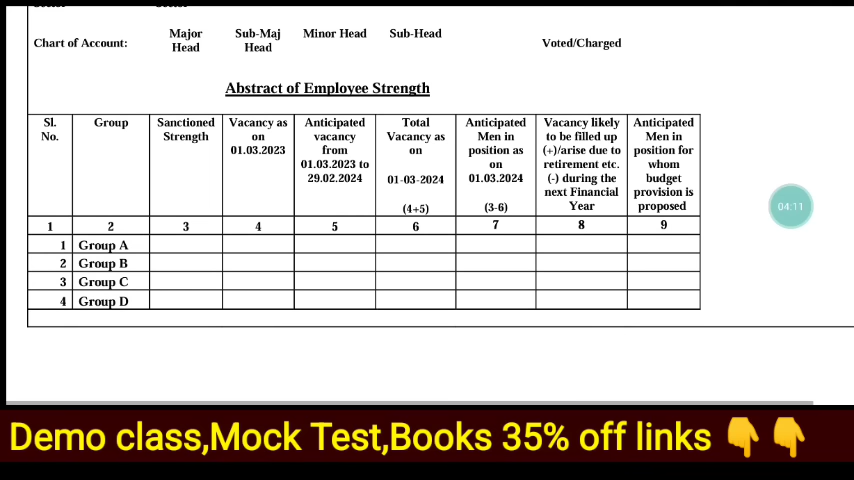 Chart of Account: Major Head Sub-Maj Head Minor Head Sub-Head Voted/Charged
Abstract of Employee Strength
Sl. No. Group Sanctioned Strength Vacancy as on 01.03.2023 Anticipated vacancy from 01.03.2023 to 29.02.2024 Total Vacancy as on 01-03-2024 (4+5) Anticipated Men in position as on 01.03.2024 (3-6) Vacancy likely to be filled up (+)/arise due to retirement etc. (-) during the next Financial Year Anticipated Men in position for whom budget provision is proposed
1 2 3 4 5 6 7 8 9
1 Group A
2 Group B
3 Group C
4 Group D
04:11
Demo class,Mock Test,Books 35% off links 👇👇